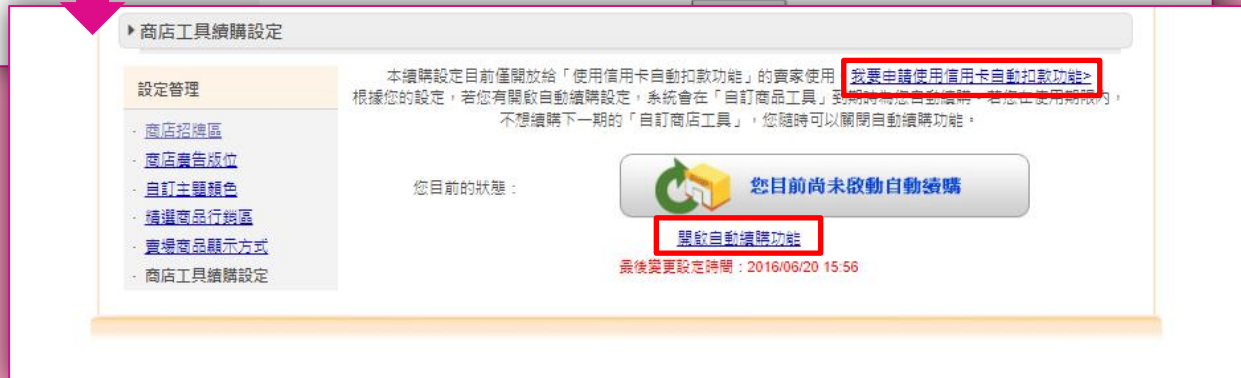 商店工具續購設定
設定管理
· 商店招牌區
· 商店廣告版位
· 自訂主題顏色
· 精選商品行銷區
· 賣場商品顯示方式
· 商店工具續購設定
本續購設定目前僅開放給「使用信用卡自動扣款功能」的賣家使用 我要申請使用信用卡自動扣款功能>
根據您的設定，若您有開啟自動續購設定，系統會在「自訂商品工具」到期時為您自動續購。若您在使用期限內，
不想續購下一期的「自訂商店工具」，您隨時可以關閉自動續購功能。
您目前的狀態：
您目前尚未啟動自動續購
開啟自動續購功能
最後變更設定時間：2016/06/20 15:56